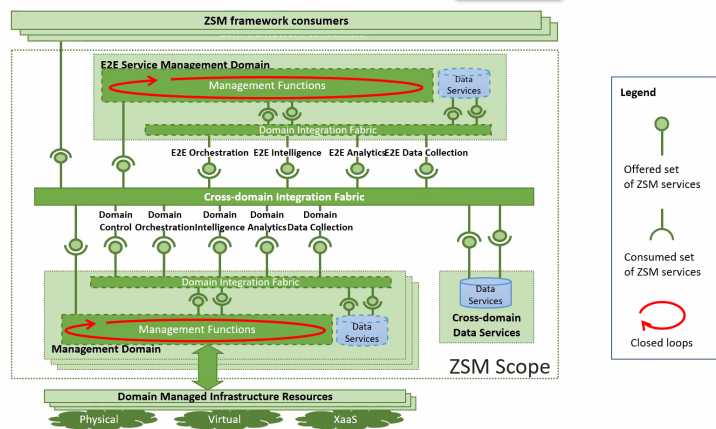 ZSM framework consumers
E2E Service Management Domain
Management Functions
Data
Services
Domain Integration Fabric
E2E Orchestration E2E Intelligence E2E Analytics E2E Data Collection
Cross-domain Integration Fabric
Domain Domain Domain Domain Domain
Control Orchestration Intelligence Analytics Data Collection
Domain Integration Fabric
Management Functions
Data
Services
Management Domain
Data
Services
Cross-domain
Data Services
ZSM Scope
Domain Managed Infrastructure Resources
Physical Virtual XaaS
Legend
Offered set
of ZSM services
Consumed set
of ZSM services
Closed loops